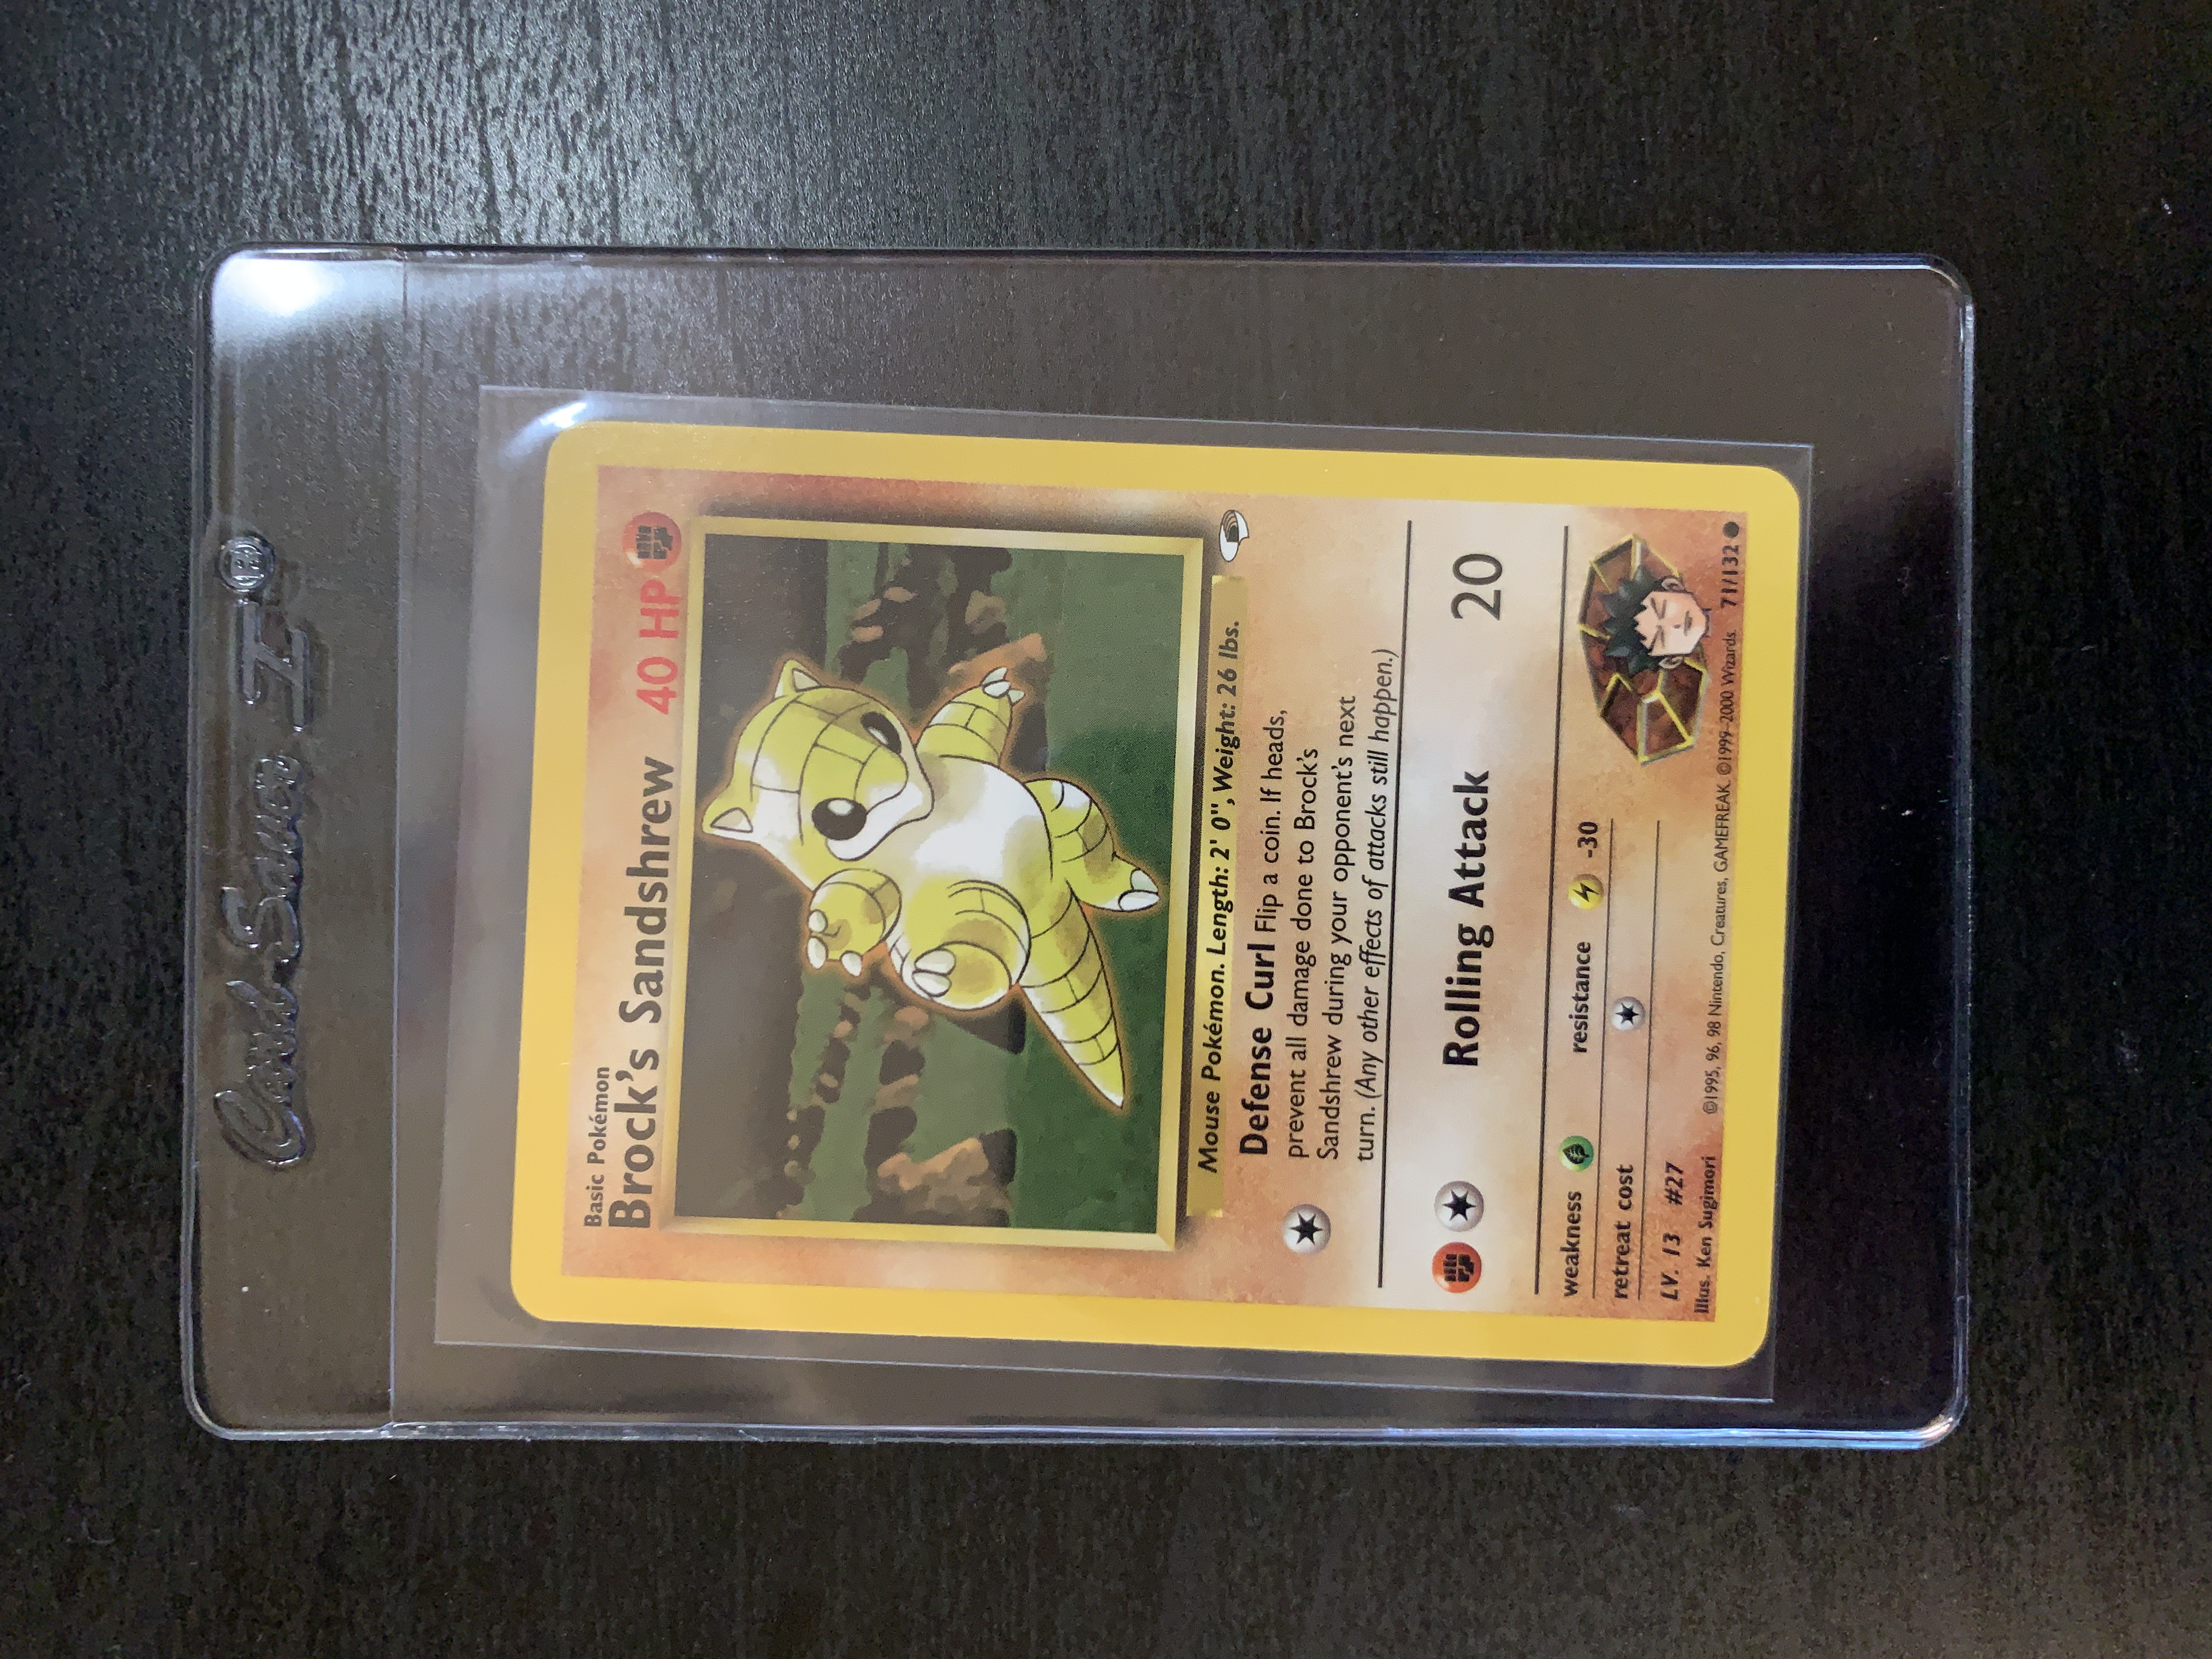 Card Saver I®
Basic Pokémon
Brock's Sandshrew 40 HP
Mouse Pokémon. Length: 2' 0", Weight: 26 lbs.
Defense Curl Flip a coin. If heads,
prevent all damage done to Brock's
Sandshrew during your opponent's next
turn. (Any other effects of attacks still happen.)
Rolling Attack 20
weakness resistance -30
retreat cost
LV. 13 #27
Illus. Ken Sugimori ©1995, 96, 98 Nintendo, Creatures, GAMEFREAK. ©1999–2000 Wizards. 71/132 ●